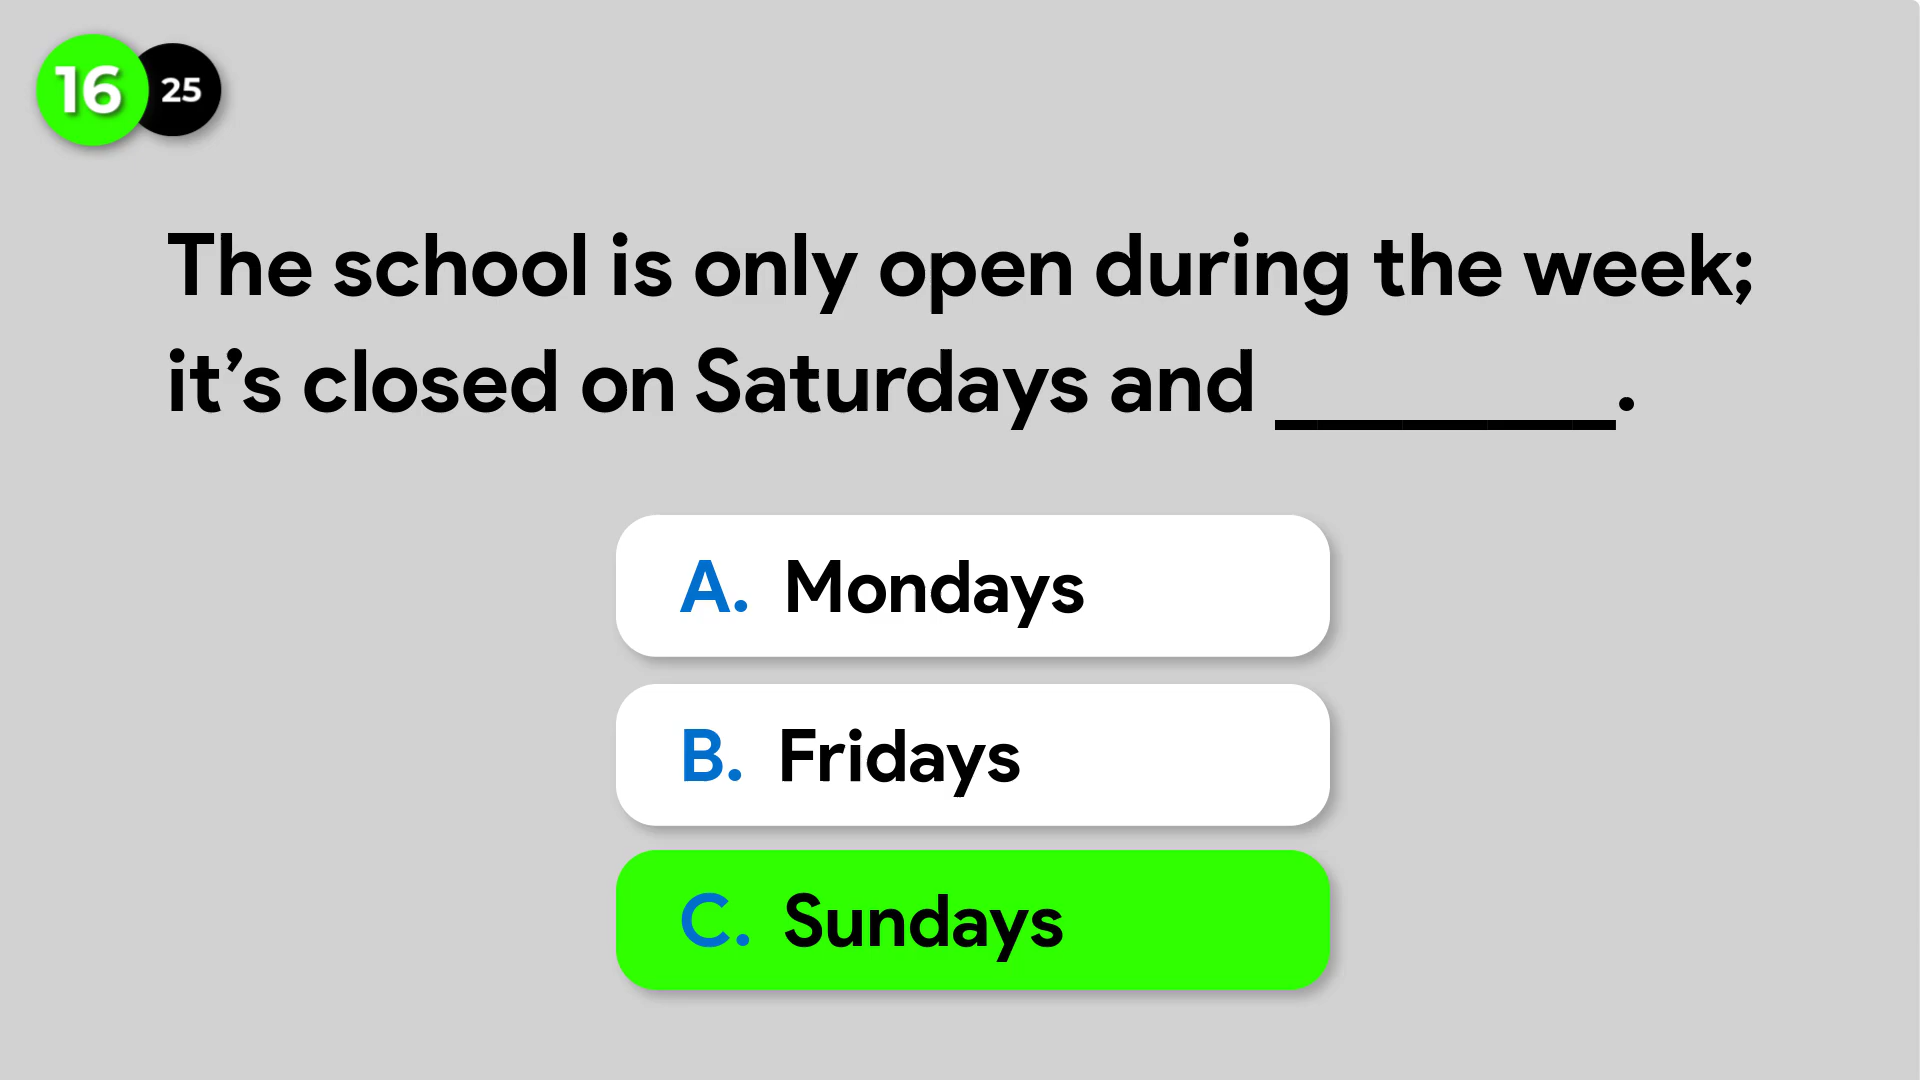 16 25
The school is only open during the week;
it’s closed on Saturdays and ________.
A. Mondays
B. Fridays
C. Sundays